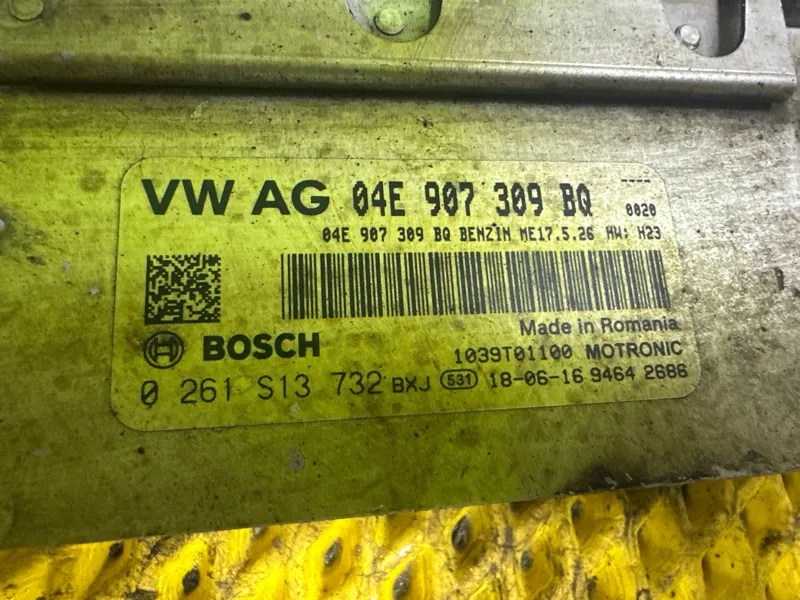 VW AG 04E 907 309 BQ ---- 0020
04E 907 309 BQ BENZIN ME17.5.26 HW: H23
Made in Romania
BOSCH 1039T01100 MOTRONIC
0 261 S13 732 BXJ 531 18-06-16 9464 2686